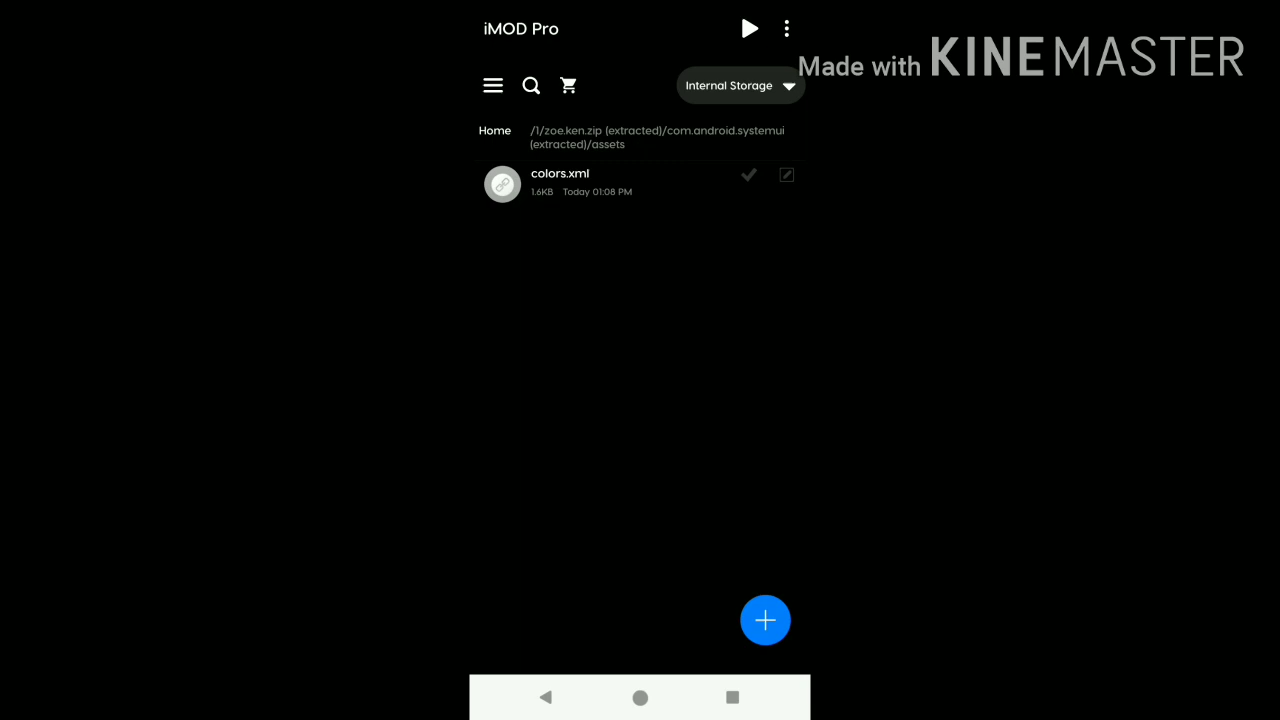 iMOD Pro
Made with KINEMASTER
Internal Storage
Home /1/zoe.ken.zip (extracted)/com.android.systemui
(extracted)/assets
colors.xml
1.6KB Today 01:08 PM